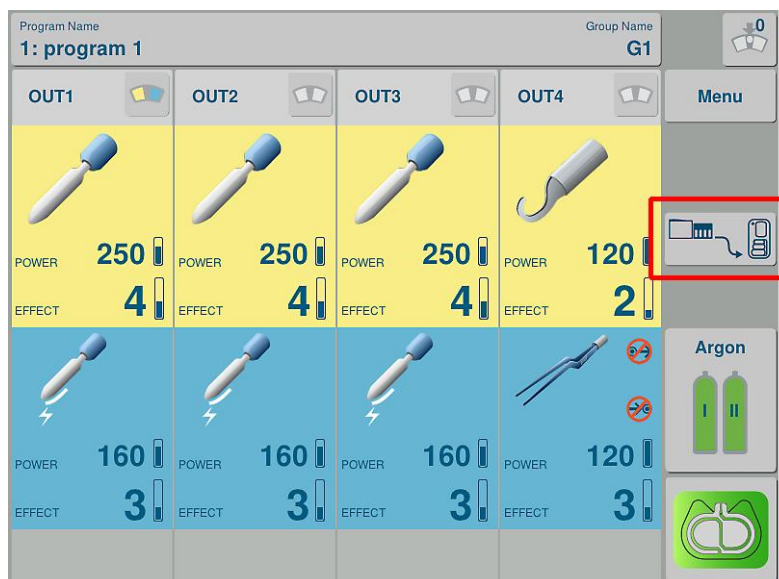 Program Name
Group Name
0
1: program 1
G1
OUT1
OUT2
OUT3
OUT4
Menu
POWER 250
POWER 250
POWER 250
POWER 120
EFFECT 4
EFFECT 4
EFFECT 4
EFFECT 2
Argon
I II
POWER 160
POWER 160
POWER 160
POWER 120
EFFECT 3
EFFECT 3
EFFECT 3
EFFECT 3